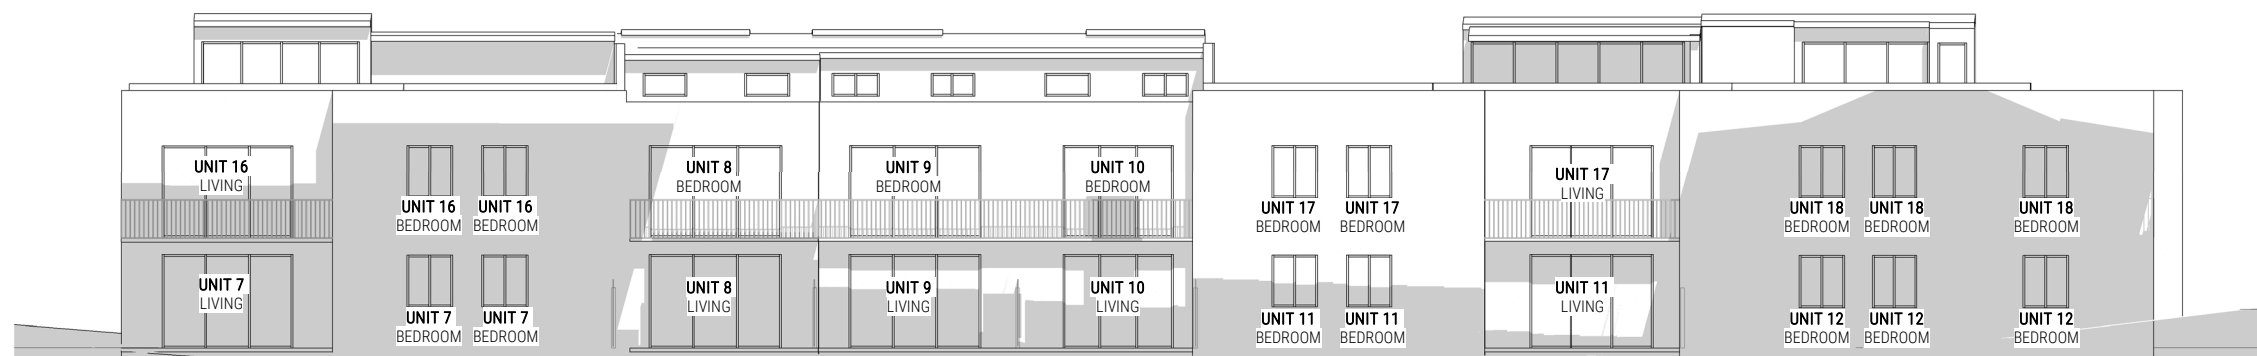 UNIT 16
LIVING
UNIT 16
BEDROOM
UNIT 16
BEDROOM
UNIT 8
BEDROOM
UNIT 9
BEDROOM
UNIT 10
BEDROOM
UNIT 17
BEDROOM
UNIT 17
BEDROOM
UNIT 17
LIVING
UNIT 18
BEDROOM
UNIT 18
BEDROOM
UNIT 18
BEDROOM
UNIT 7
LIVING
UNIT 7
BEDROOM
UNIT 7
BEDROOM
UNIT 8
LIVING
UNIT 9
LIVING
UNIT 10
LIVING
UNIT 11
BEDROOM
UNIT 11
BEDROOM
UNIT 11
LIVING
UNIT 12
BEDROOM
UNIT 12
BEDROOM
UNIT 12
BEDROOM